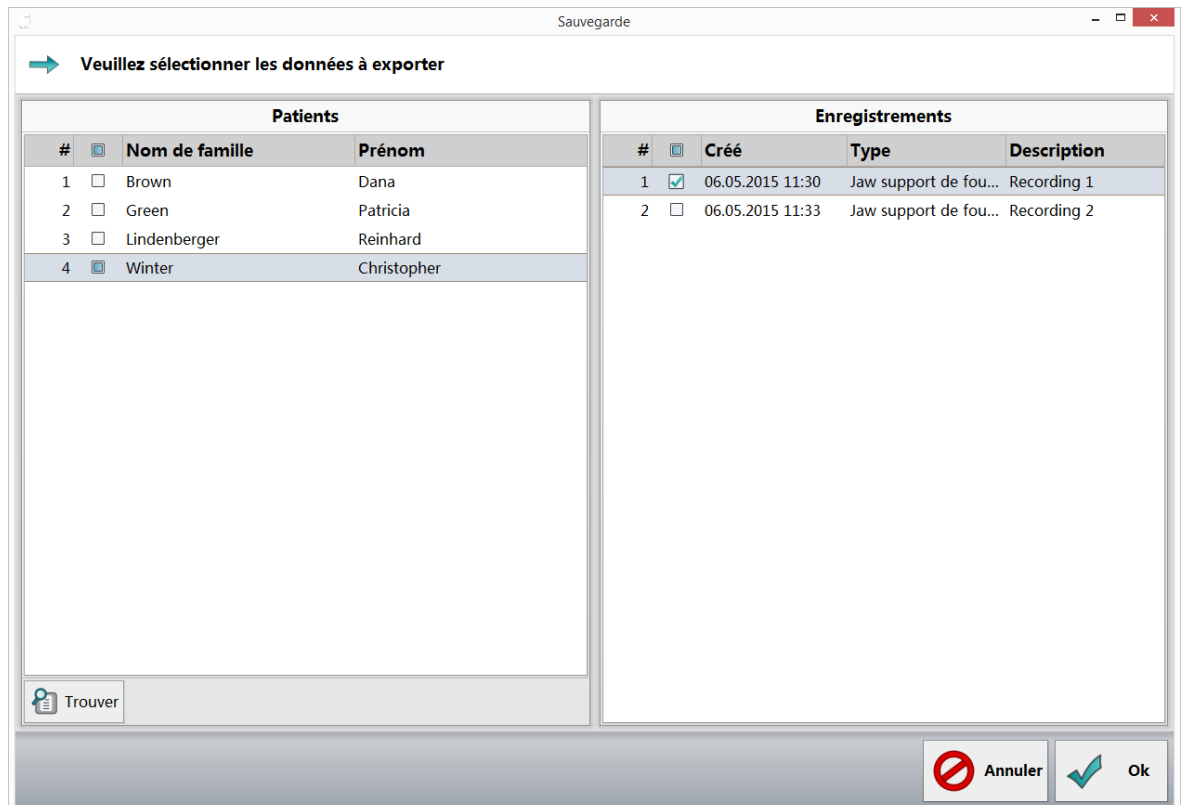 Sauvegarde
Veuillez sélectionner les données à exporter
Patients
# Nom de famille Prénom
1 Brown Dana
2 Green Patricia
3 Lindenberger Reinhard
4 Winter Christopher
Trouver
Enregistrements
# Créé Type Description
1 06.05.2015 11:30 Jaw support de fou... Recording 1
2 06.05.2015 11:33 Jaw support de fou... Recording 2
Annuler
Ok